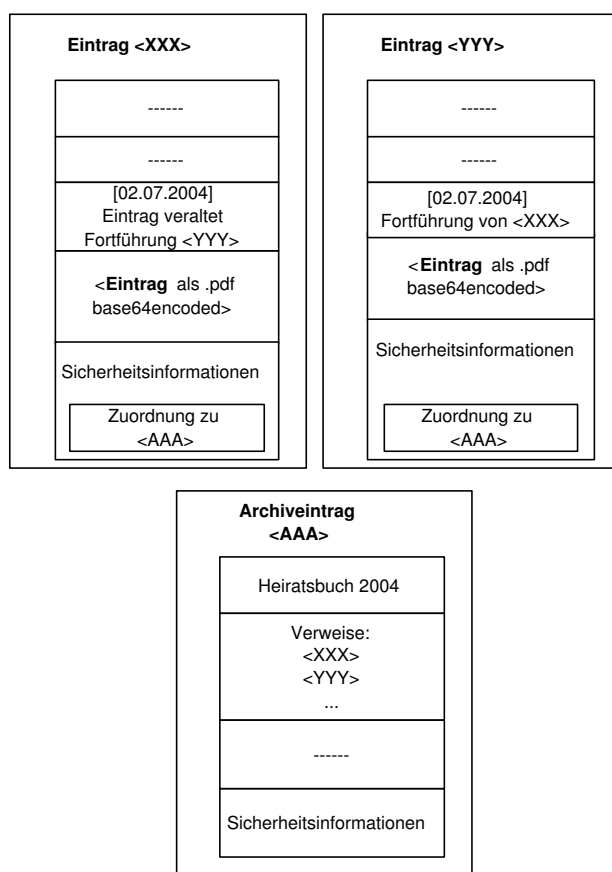 Eintrag <XXX>
------
------
[02.07.2004]
Eintrag veraltet
Fortführung <YYY>
<Eintrag als .pdf
base64encoded>
Sicherheitsinformationen
Zuordnung zu
<AAA>
Eintrag <YYY>
------
------
[02.07.2004]
Fortführung von <XXX>
<Eintrag als .pdf
base64encoded>
Sicherheitsinformationen
Zuordnung zu
<AAA>
Archiveintrag
<AAA>
Heiratsbuch 2004
Verweise:
<XXX>
<YYY>
...
------
Sicherheitsinformationen